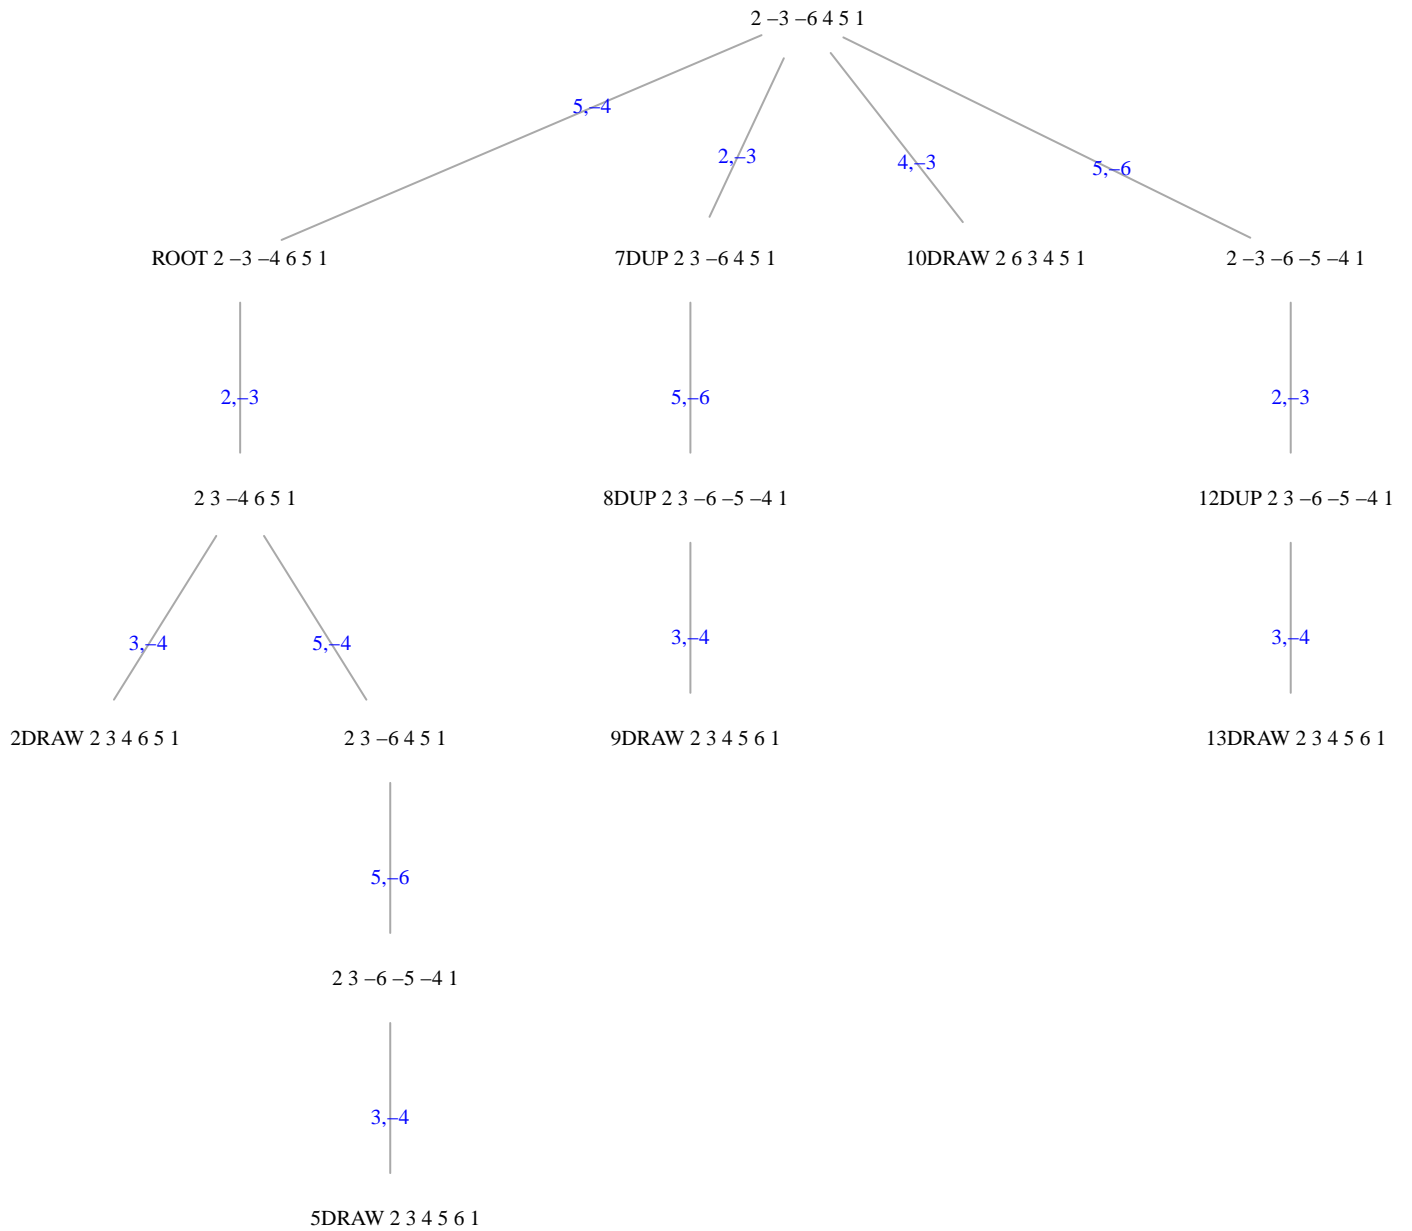 2 –3 –6 4 5 1
5,–4
2,–3
4,–3
5,–6
ROOT 2 –3 –4 6 5 1
7DUP 2 3 –6 4 5 1
10DRAW 2 6 3 4 5 1
2 –3 –6 –5 –4 1
2,–3
5,–6
2,–3
2 3 –4 6 5 1
8DUP 2 3 –6 –5 –4 1
12DUP 2 3 –6 –5 –4 1
3,–4
5,–4
3,–4
3,–4
2DRAW 2 3 4 6 5 1
2 3 –6 4 5 1
9DRAW 2 3 4 5 6 1
13DRAW 2 3 4 5 6 1
5,–6
2 3 –6 –5 –4 1
3,–4
5DRAW 2 3 4 5 6 1